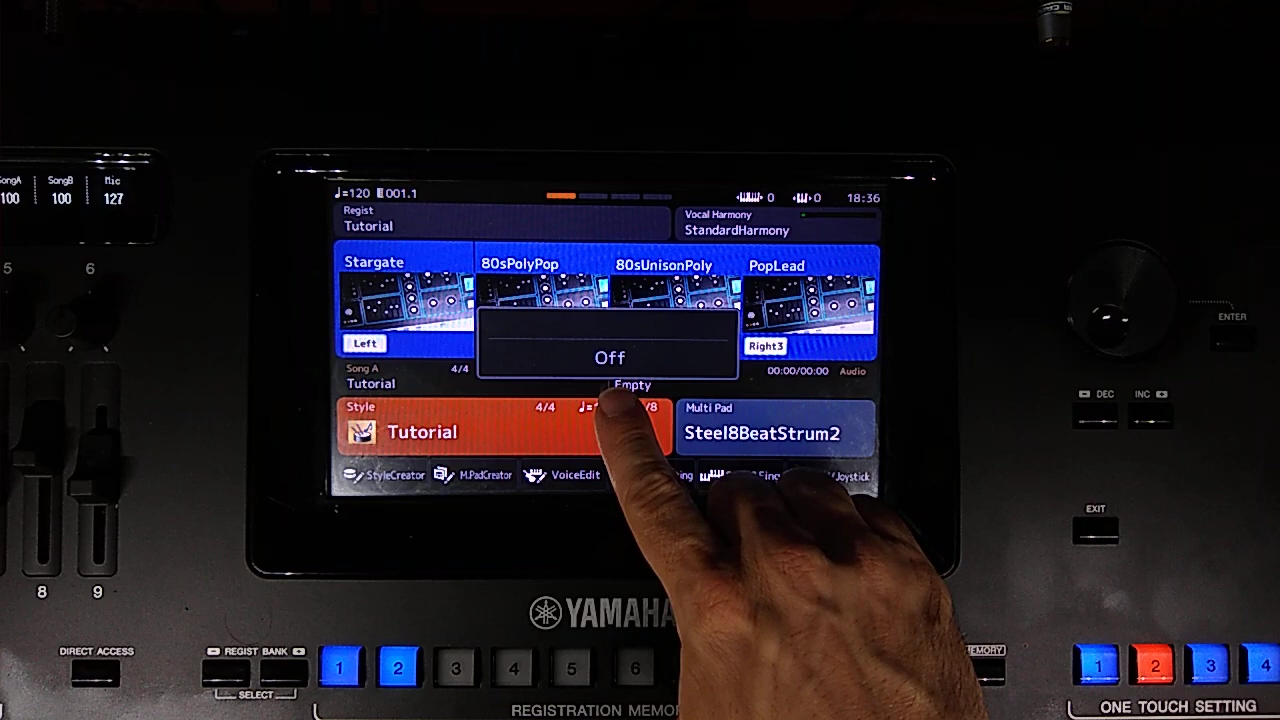 SongA SongB Mic
100 100 127
5 6
8 9
♩=120 001.1 0 0 18:36
Regist
Tutorial
Vocal Harmony
StandardHarmony
Stargate 80sPolyPop 80sUnisonPoly PopLead
Off
Left Right3
Song A 4/4 00:00/00:00 Audio
Tutorial Empty
Style 4/4 /8
Tutorial
Multi Pad
Steel8BeatStrum2
StyleCreator M.PadCreator VoiceEdit Joystick
ENTER
DEC INC
EXIT
YAMAHA
DIRECT ACCESS
REGIST BANK
SELECT
1 2 3 4 5 6
MEMORY
1 2 3 4
REGISTRATION MEMO
ONE TOUCH SETTING